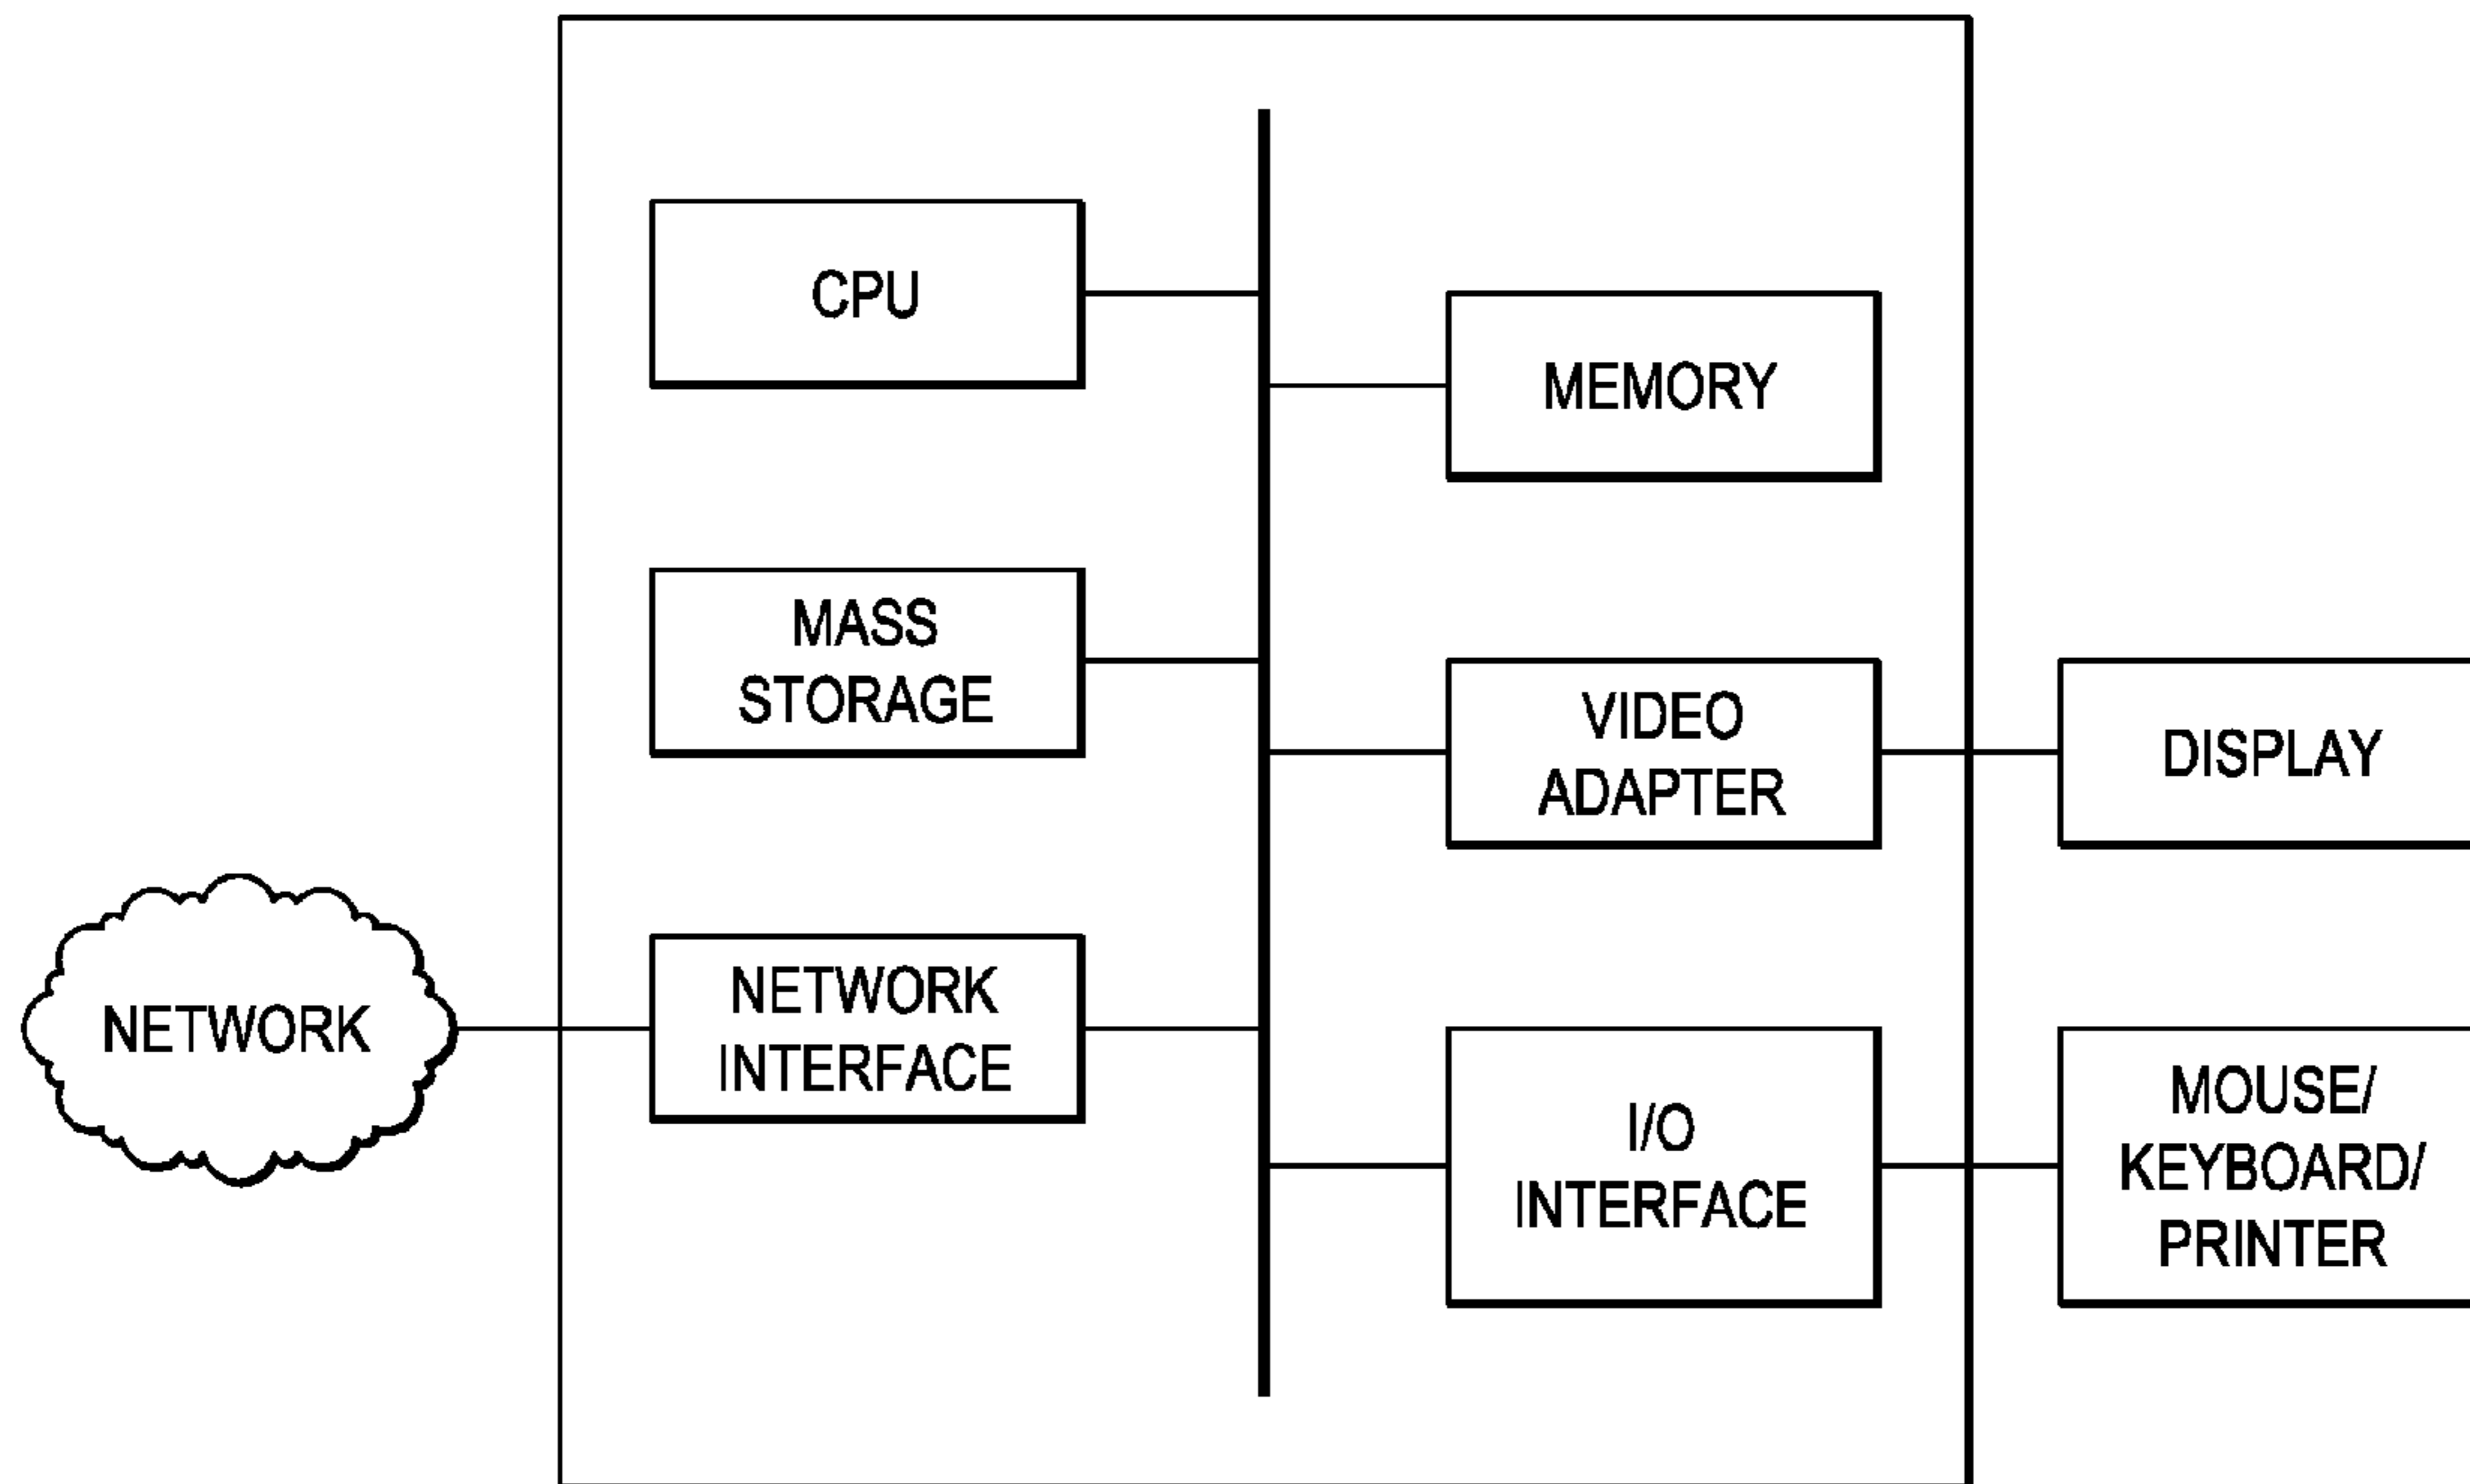 CPU
MEMORY
MASS
STORAGE
VIDEO
ADAPTER
DISPLAY
NETWORK
NETWORK
INTERFACE
I/O
INTERFACE
MOUSE/
KEYBOARD/
PRINTER